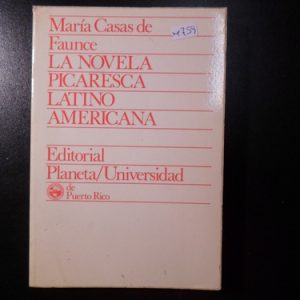 María Casas de
Faunce
LA NOVELA
PICARESCA
LATINO
AMERICANA
Editorial
Planeta/Universidad
de
Puerto Rico